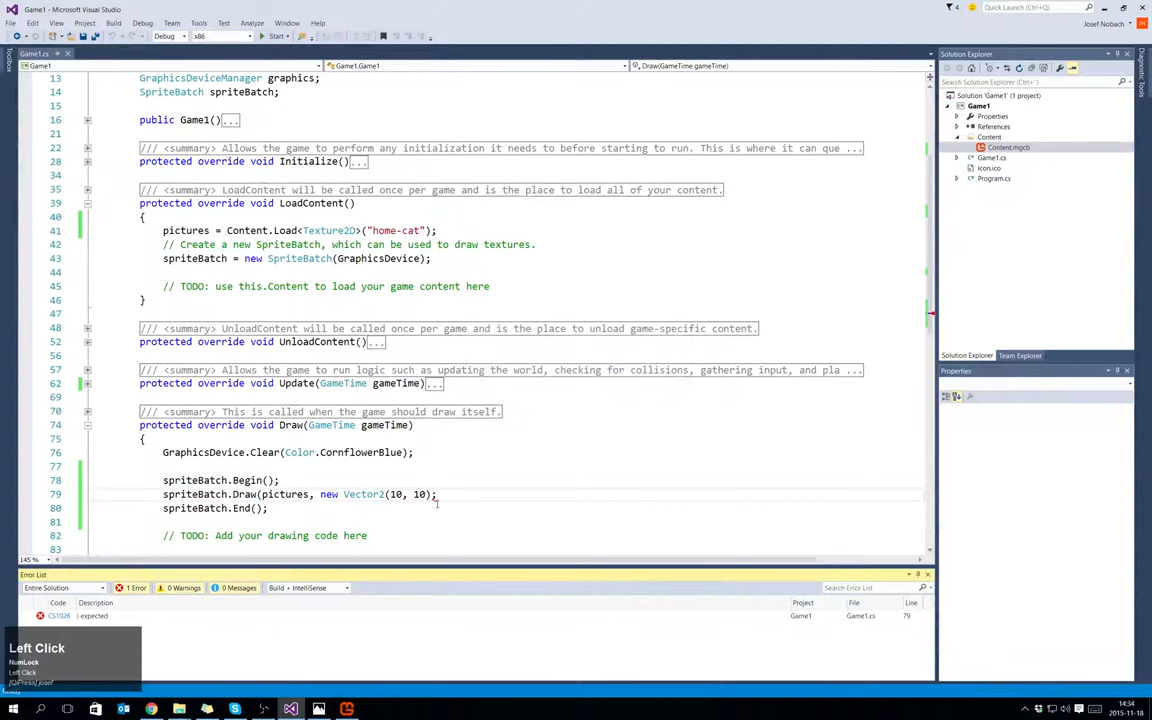 Game1 - Microsoft Visual Studio
4
Quick Launch (Ctrl+Q)
File Edit View Project Build Debug Team Tools Test Analyze Window Help
Josef Nobach
Debug x86 Start
Toolbox
Game1.cs
Solution Explorer
Diagnostic Tools
Game1 Game1.Game1 Draw(GameTime gameTime)
13 GraphicsDeviceManager graphics;
14 SpriteBatch spriteBatch;
15
16 public Game1()...
21
22 /// <summary> Allows the game to perform any initialization it needs to before starting to run. This is where it can que ...
28 protected override void Initialize()...
34
35 /// <summary> LoadContent will be called once per game and is the place to load all of your content.
39 protected override void LoadContent()
40 {
41 pictures = Content.Load<Texture2D>("home-cat");
42 // Create a new SpriteBatch, which can be used to draw textures.
43 spriteBatch = new SpriteBatch(GraphicsDevice);
44
45 // TODO: use this.Content to load your game content here
46 }
47
48 /// <summary> UnloadContent will be called once per game and is the place to unload game-specific content.
52 protected override void UnloadContent()...
56
57 /// <summary> Allows the game to run logic such as updating the world, checking for collisions, gathering input, and pla ...
62 protected override void Update(GameTime gameTime)...
69
70 /// <summary> This is called when the game should draw itself.
74 protected override void Draw(GameTime gameTime)
75 {
76 GraphicsDevice.Clear(Color.CornflowerBlue);
77
78 spriteBatch.Begin();
79 spriteBatch.Draw(pictures, new Vector2(10, 10);
80 spriteBatch.End();
81
82 // TODO: Add your drawing code here
83
145 %
Search Solution Explorer (Ctrl+;)
Solution 'Game1' (1 project)
Game1
Properties
References
Content
Content.mgcb
Game1.cs
Icon.ico
Program.cs
Solution Explorer Team Explorer
Properties
Error List
Entire Solution 1 Error 0 Warnings 0 Messages Build + IntelliSense
Search Error List
Code Description Project File Line
CS1026 ) expected Game1 Game1.cs 79
Left Click
NumLock
Left Click
[QiPress] josef
Ready
14:34
2015-11-18